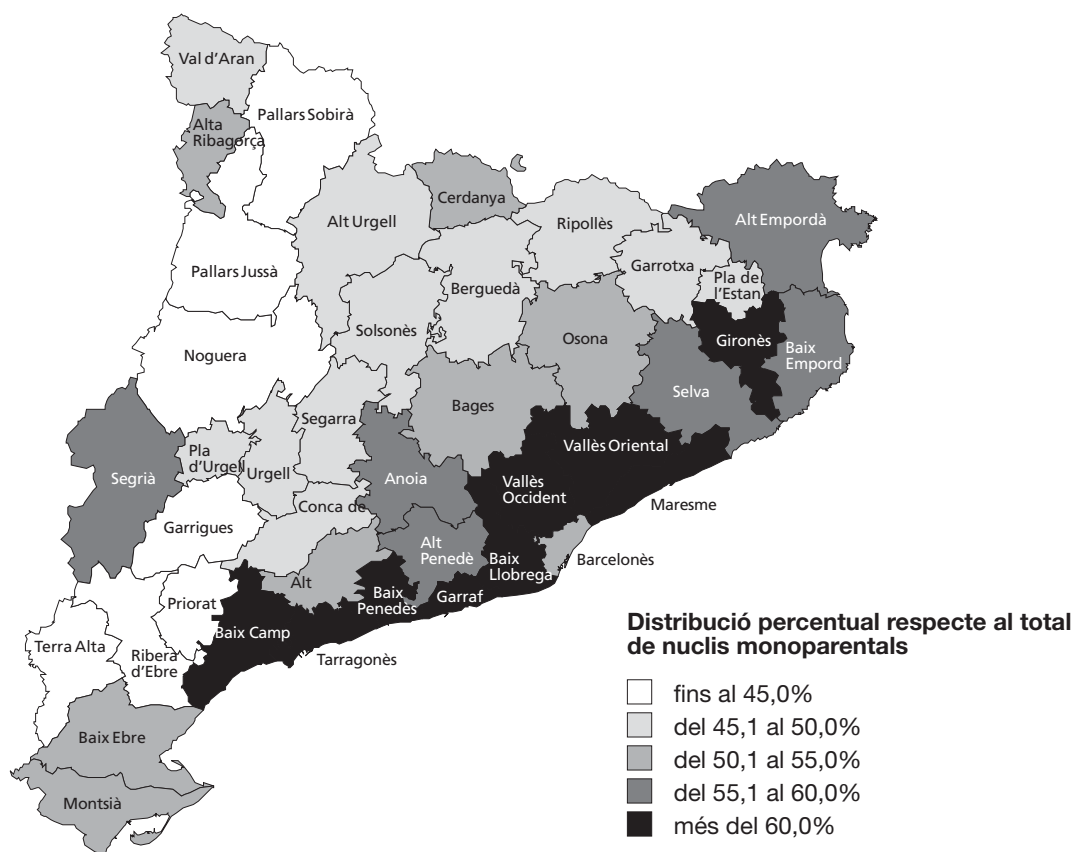 Val d'Aran
Pallars Sobirà
Alta
Ribagorça
Cerdanya
Alt Urgell
Ripollès
Alt Empordà
Garrotxa
Pallars Jussà
Pla de
l'Estan
Berguedà
Solsonès
Osona
Gironès
Baix
Empord
Noguera
Selva
Bages
Segarra
Vallès Oriental
Pla
d'Urgell
Urgell
Segrià
Anoia
Vallès
Occident
Maresme
Conca de
Garrigues
Alt
Penedè
Baix
Llobrega
Barcelonès
Alt
Baix
Penedès
Garraf
Priorat
Baix Camp
Terra Alta
Ribera
d'Ebre
Tarragonès
Baix Ebre
Montsià
Distribució percentual respecte al total
de nuclis monoparentals
fins al 45,0%
del 45,1 al 50,0%
del 50,1 al 55,0%
del 55,1 al 60,0%
més del 60,0%